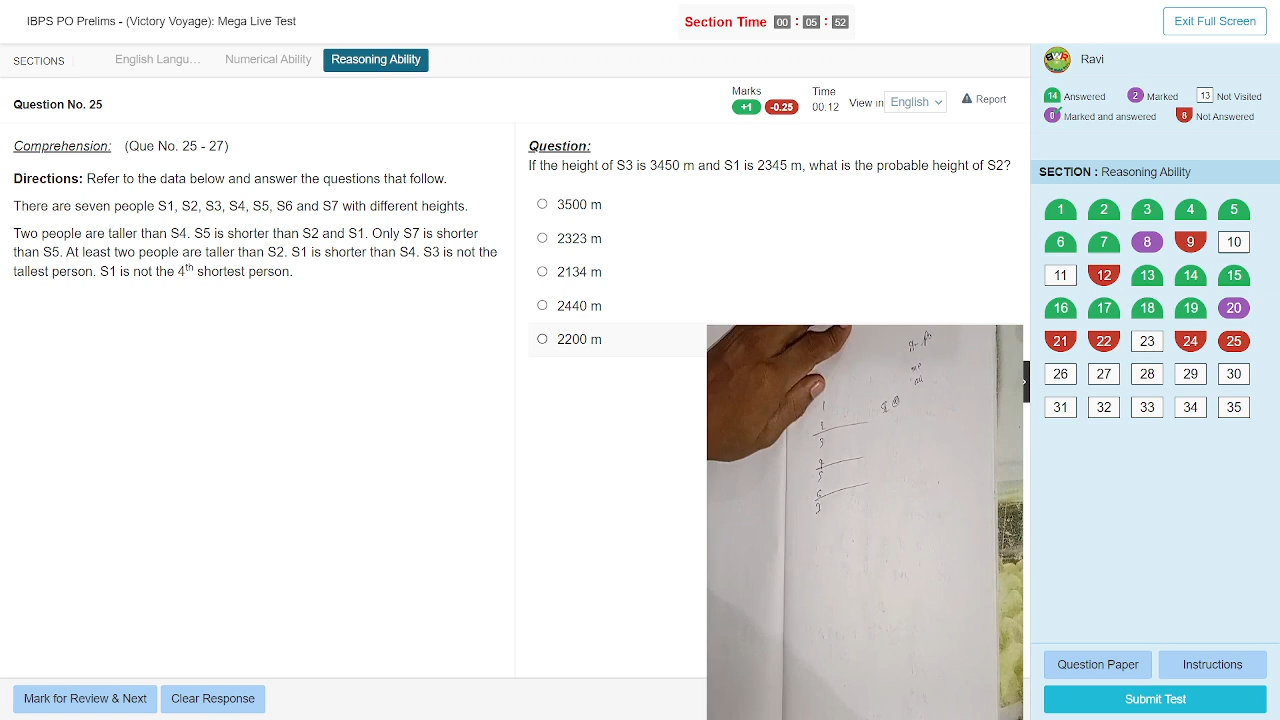 IBPS PO Prelims - (Victory Voyage): Mega Live Test
Section Time 00 : 05 : 52
Exit Full Screen
SECTIONS
English Langu...
Numerical Ability
Reasoning Ability
Question No. 25
Marks
+1 -0.25
Time
00.12
View in English
Report
Comprehension: (Que No. 25 - 27)
Directions: Refer to the data below and answer the questions that follow.
There are seven people S1, S2, S3, S4, S5, S6 and S7 with different heights.
Two people are taller than S4. S5 is shorter than S2 and S1. Only S7 is shorter
than S5. At least two people are taller than S2. S1 is shorter than S4. S3 is not the
tallest person. S1 is not the 4th shortest person.
Question:
If the height of S3 is 3450 m and S1 is 2345 m, what is the probable height of S2?
3500 m
2323 m
2134 m
2440 m
2200 m
Ravi
14 Answered
2 Marked
13 Not Visited
0 Marked and answered
8 Not Answered
SECTION : Reasoning Ability
1 2 3 4 5
6 7 8 9 10
11 12 13 14 15
16 17 18 19 20
21 22 23 24 25
26 27 28 29 30
31 32 33 34 35
Mark for Review & Next
Clear Response
Question Paper
Instructions
Submit Test